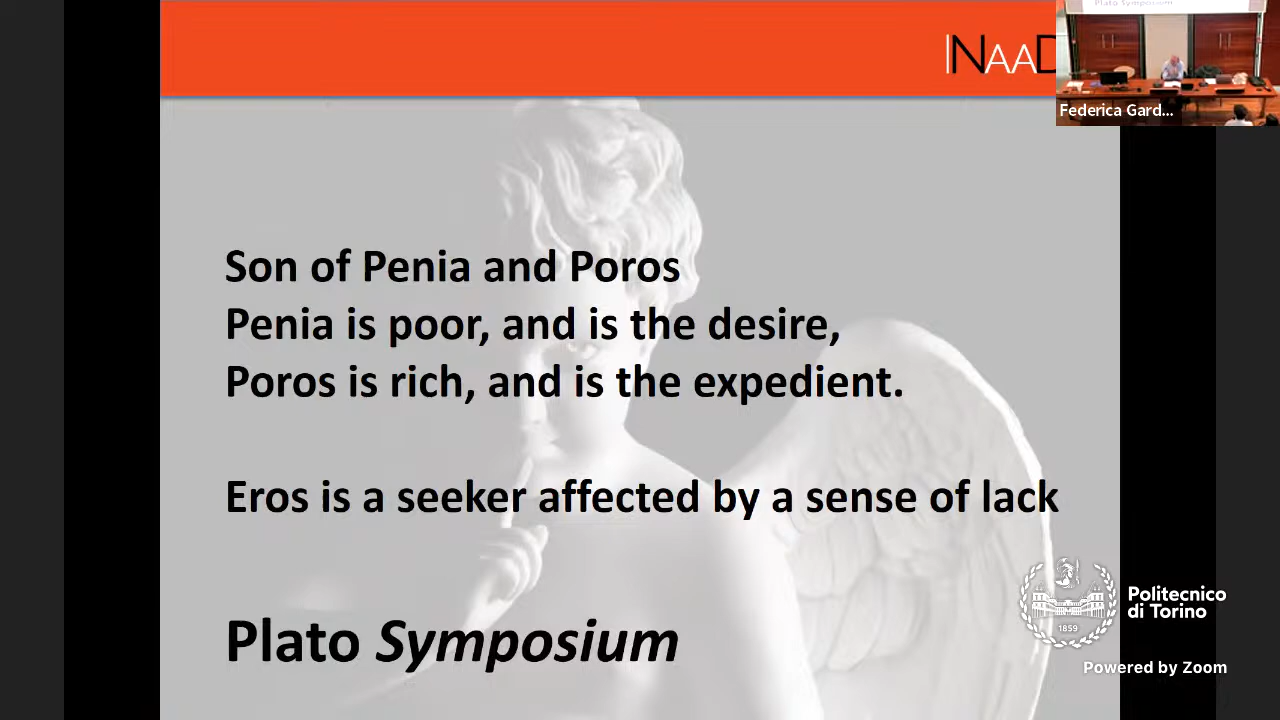 INAAD
Plato Symposium
Federica Gard...
Son of Penia and Poros
Penia is poor, and is the desire,
Poros is rich, and is the expedient.
Eros is a seeker affected by a sense of lack
Plato Symposium
1859
Politecnico
di Torino
Powered by Zoom